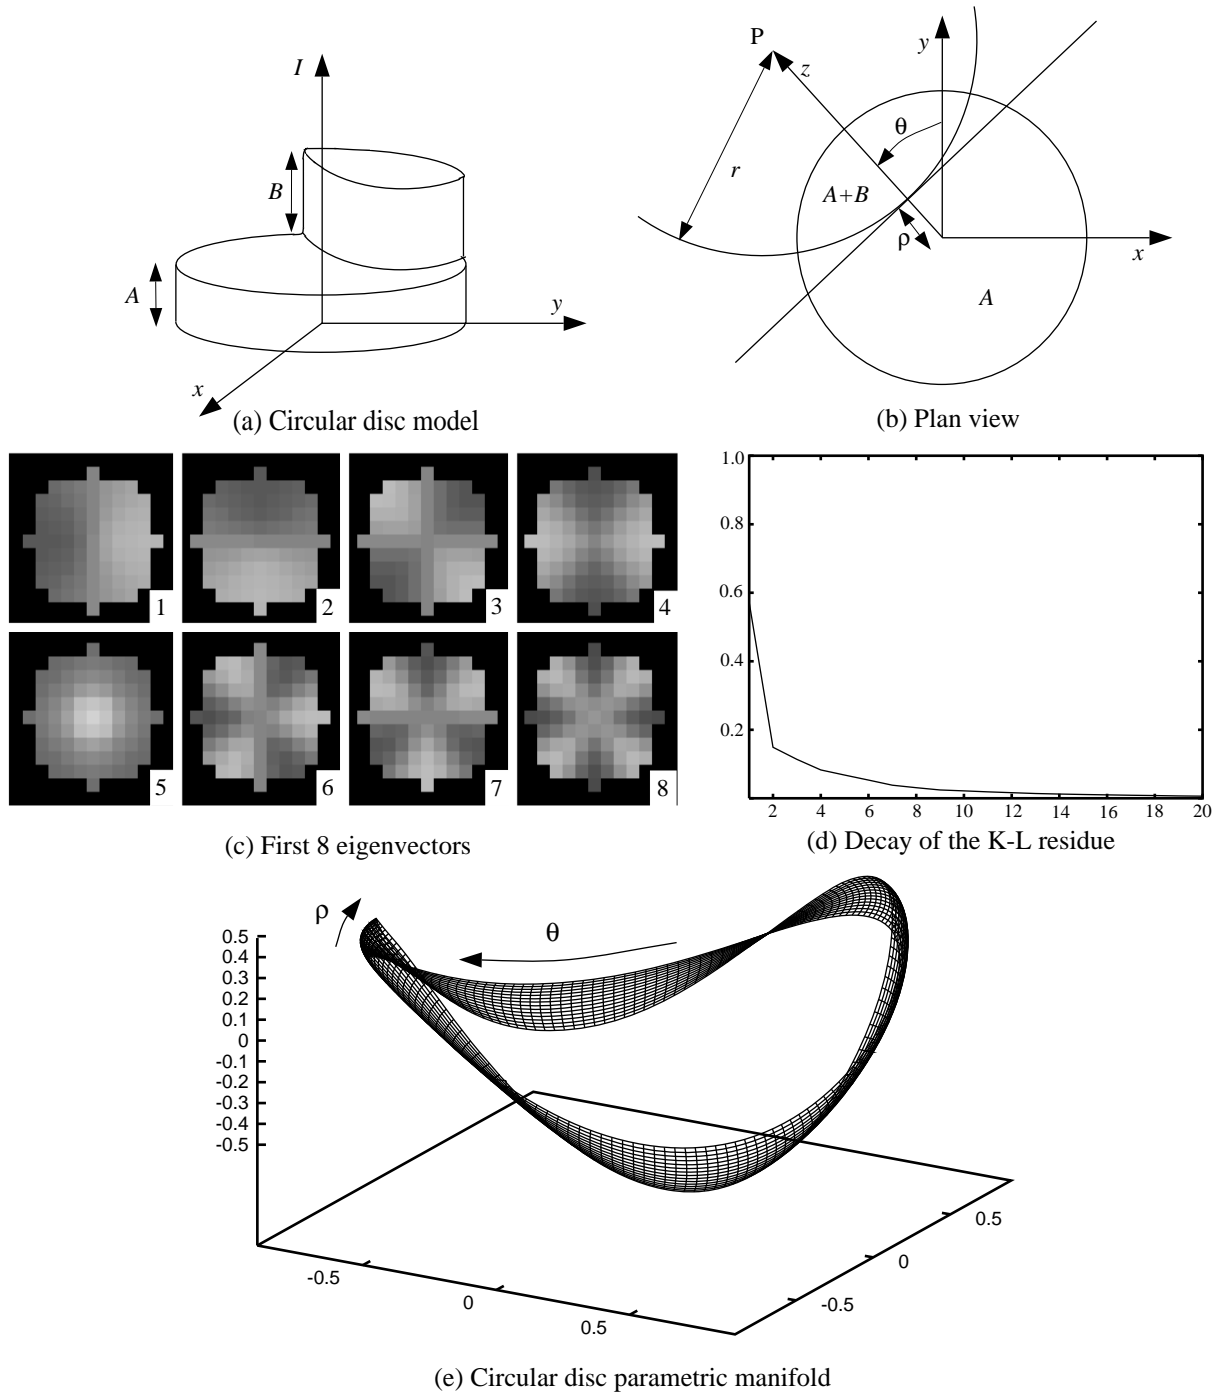 I
B
A
y
x
(a) Circular disc model
P
z
y
θ
r
A+B
ρ
x
A
(b) Plan view
1 2 3 4
5 6 7 8
(c) First 8 eigenvectors
1.0
0.8
0.6
0.4
0.2
2 4 6 8 10 12 14 16 18 20
(d) Decay of the K-L residue
ρ
θ
0.5
0.4
0.3
0.2
0.1
0
-0.1
-0.2
-0.3
-0.4
-0.5
-0.5 0 0.5
-0.5 0 0.5
(e) Circular disc parametric manifold